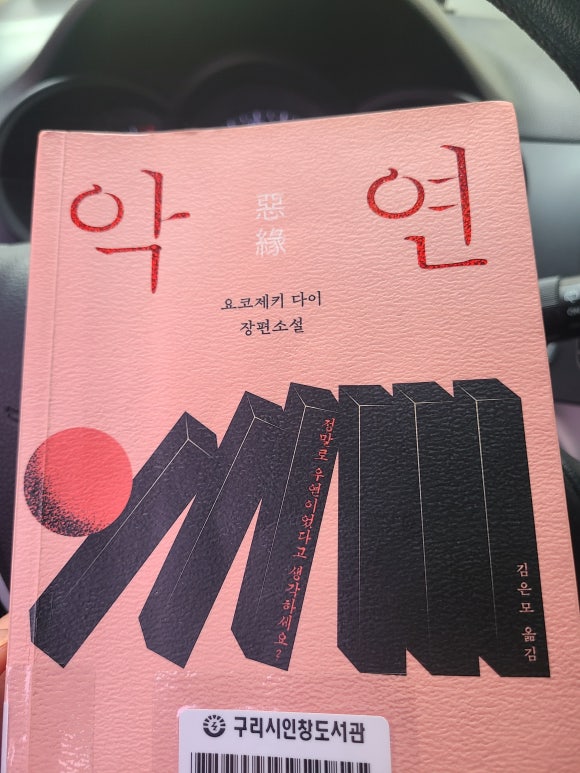 악연
惡緣
요코제키 다이
장편소설
정말로 우연이었다고 생각하세요?
김은모 옮김
구리시인창도서관